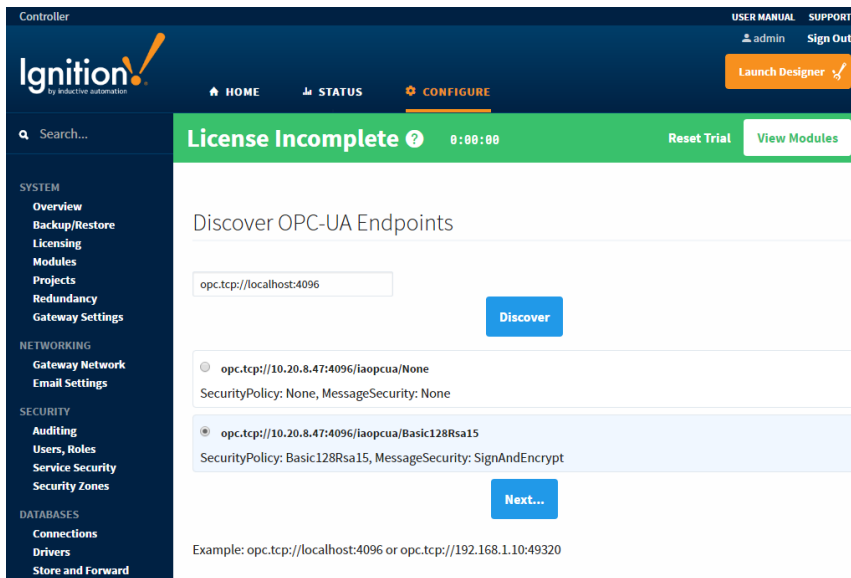 Controller
USER MANUAL SUPPORT
admin Sign Out
Ignition!
by inductive automation
Launch Designer
HOME STATUS CONFIGURE
Search...
License Incomplete ? 0:00:00 Reset Trial View Modules
SYSTEM
Overview
Backup/Restore
Licensing
Modules
Projects
Redundancy
Gateway Settings
NETWORKING
Gateway Network
Email Settings
SECURITY
Auditing
Users, Roles
Service Security
Security Zones
DATABASES
Connections
Drivers
Store and Forward
Discover OPC-UA Endpoints
opc.tcp://localhost:4096
Discover
opc.tcp://10.20.8.47:4096/iaopcua/None
SecurityPolicy: None, MessageSecurity: None
opc.tcp://10.20.8.47:4096/iaopcua/Basic128Rsa15
SecurityPolicy: Basic128Rsa15, MessageSecurity: SignAndEncrypt
Next...
Example: opc.tcp://localhost:4096 or opc.tcp://192.168.1.10:49320